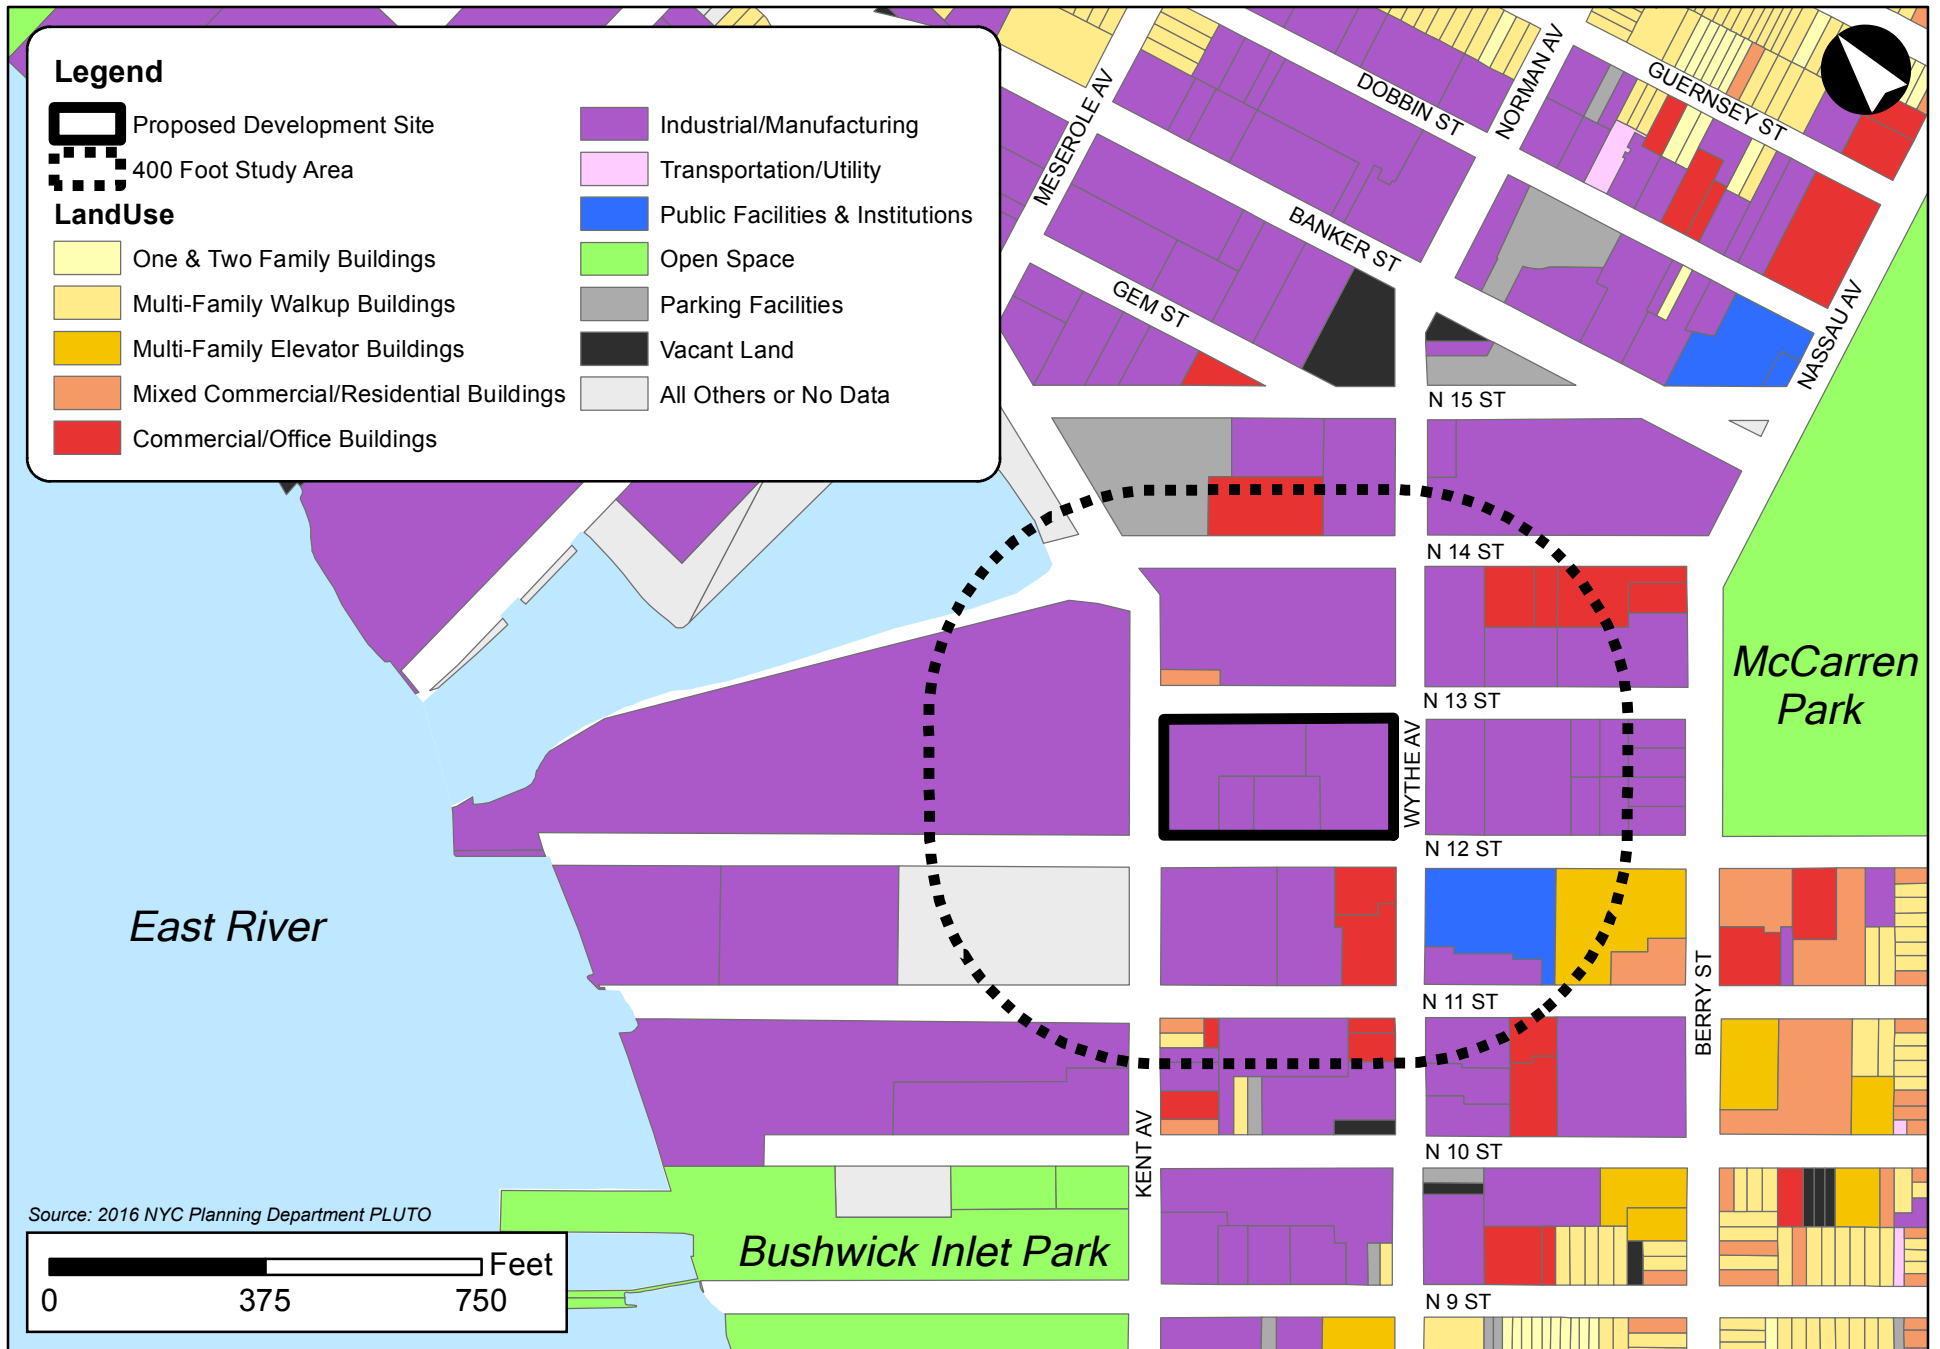 Legend
Proposed Development Site
400 Foot Study Area
LandUse
One & Two Family Buildings
Multi-Family Walkup Buildings
Multi-Family Elevator Buildings
Mixed Commercial/Residential Buildings
Commercial/Office Buildings
Industrial/Manufacturing
Transportation/Utility
Public Facilities & Institutions
Open Space
Parking Facilities
Vacant Land
All Others or No Data
MESEROLE AV
DOBBIN ST
NORMAN AV
GUERNSEY ST
BANKER ST
GEM ST
NASSAU AV
N 15 ST
N 14 ST
McCarren
Park
N 13 ST
WYTHE AV
N 12 ST
East River
N 11 ST
BERRY ST
KENT AV
N 10 ST
Bushwick Inlet Park
N 9 ST
Source: 2016 NYC Planning Department PLUTO
Feet
0 375 750